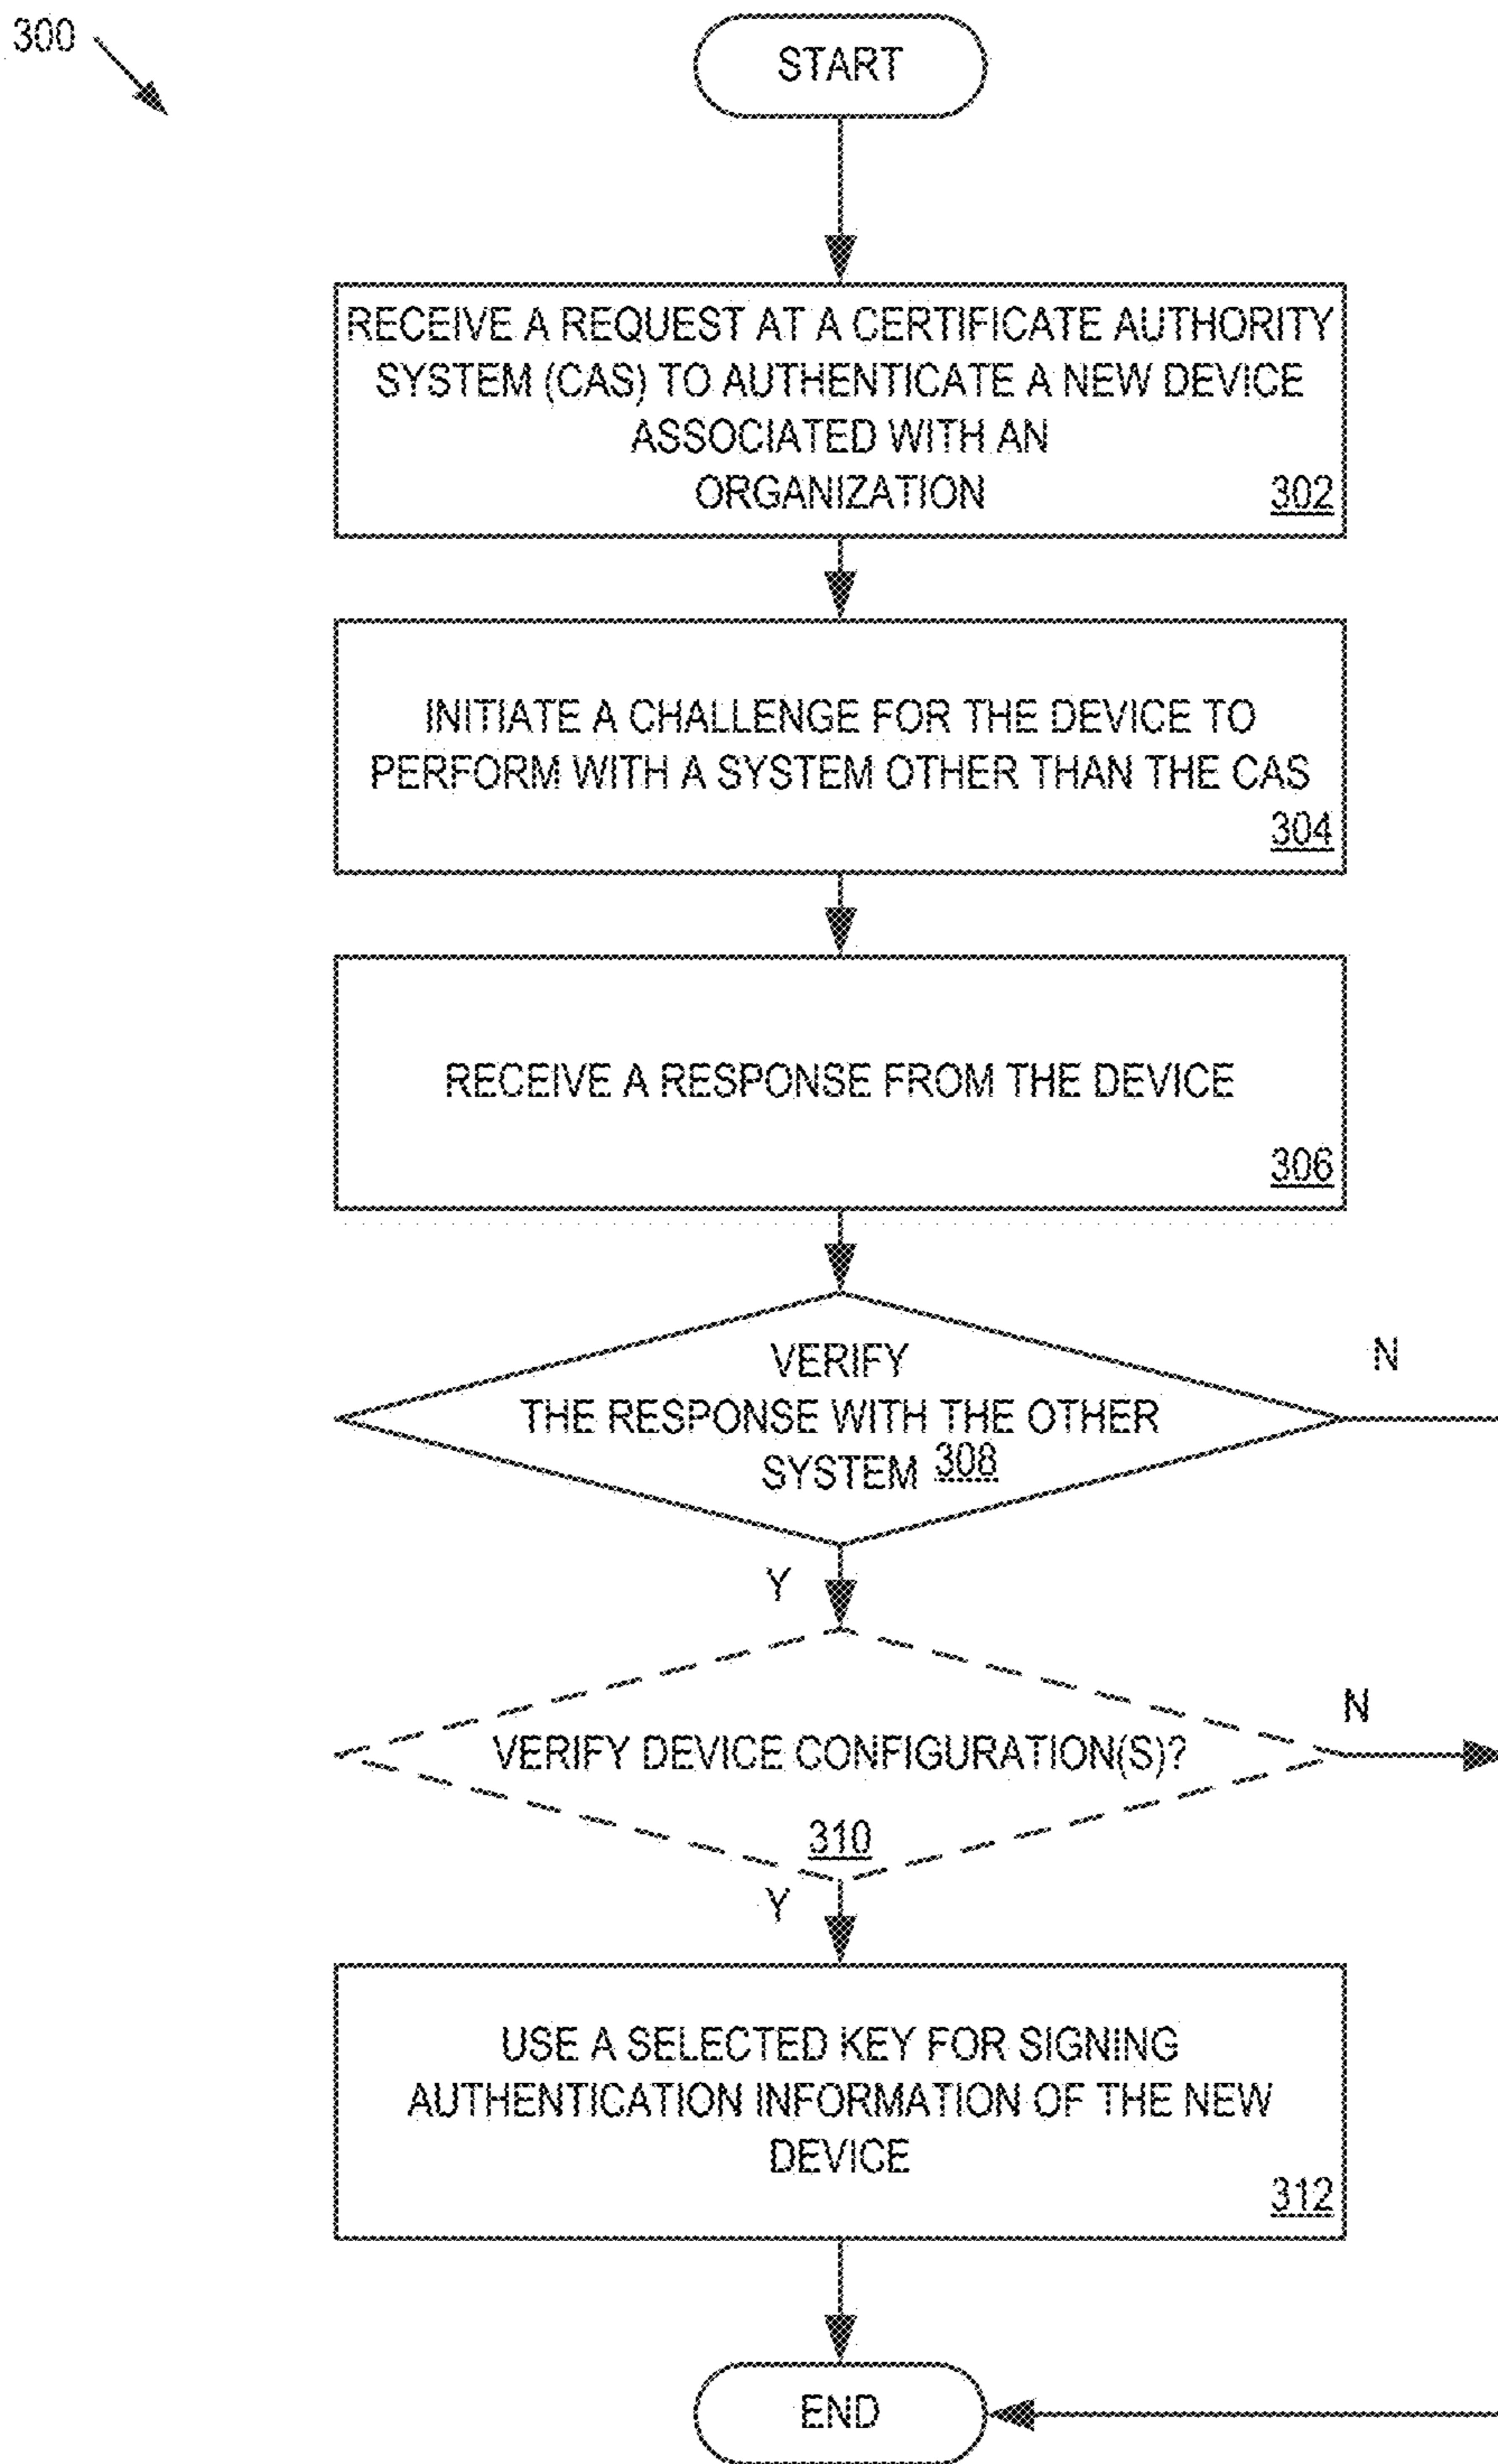 300
START
RECEIVE A REQUEST AT A CERTIFICATE AUTHORITY
SYSTEM (CAS) TO AUTHENTICATE A NEW DEVICE
ASSOCIATED WITH AN
ORGANIZATION 302
INITIATE A CHALLENGE FOR THE DEVICE TO
PERFORM WITH A SYSTEM OTHER THAN THE CAS
304
RECEIVE A RESPONSE FROM THE DEVICE
306
VERIFY
THE RESPONSE WITH THE OTHER
SYSTEM 308
N
Y
VERIFY DEVICE CONFIGURATION(S)?
310
N
Y
USE A SELECTED KEY FOR SIGNING
AUTHENTICATION INFORMATION OF THE NEW
DEVICE
312
END